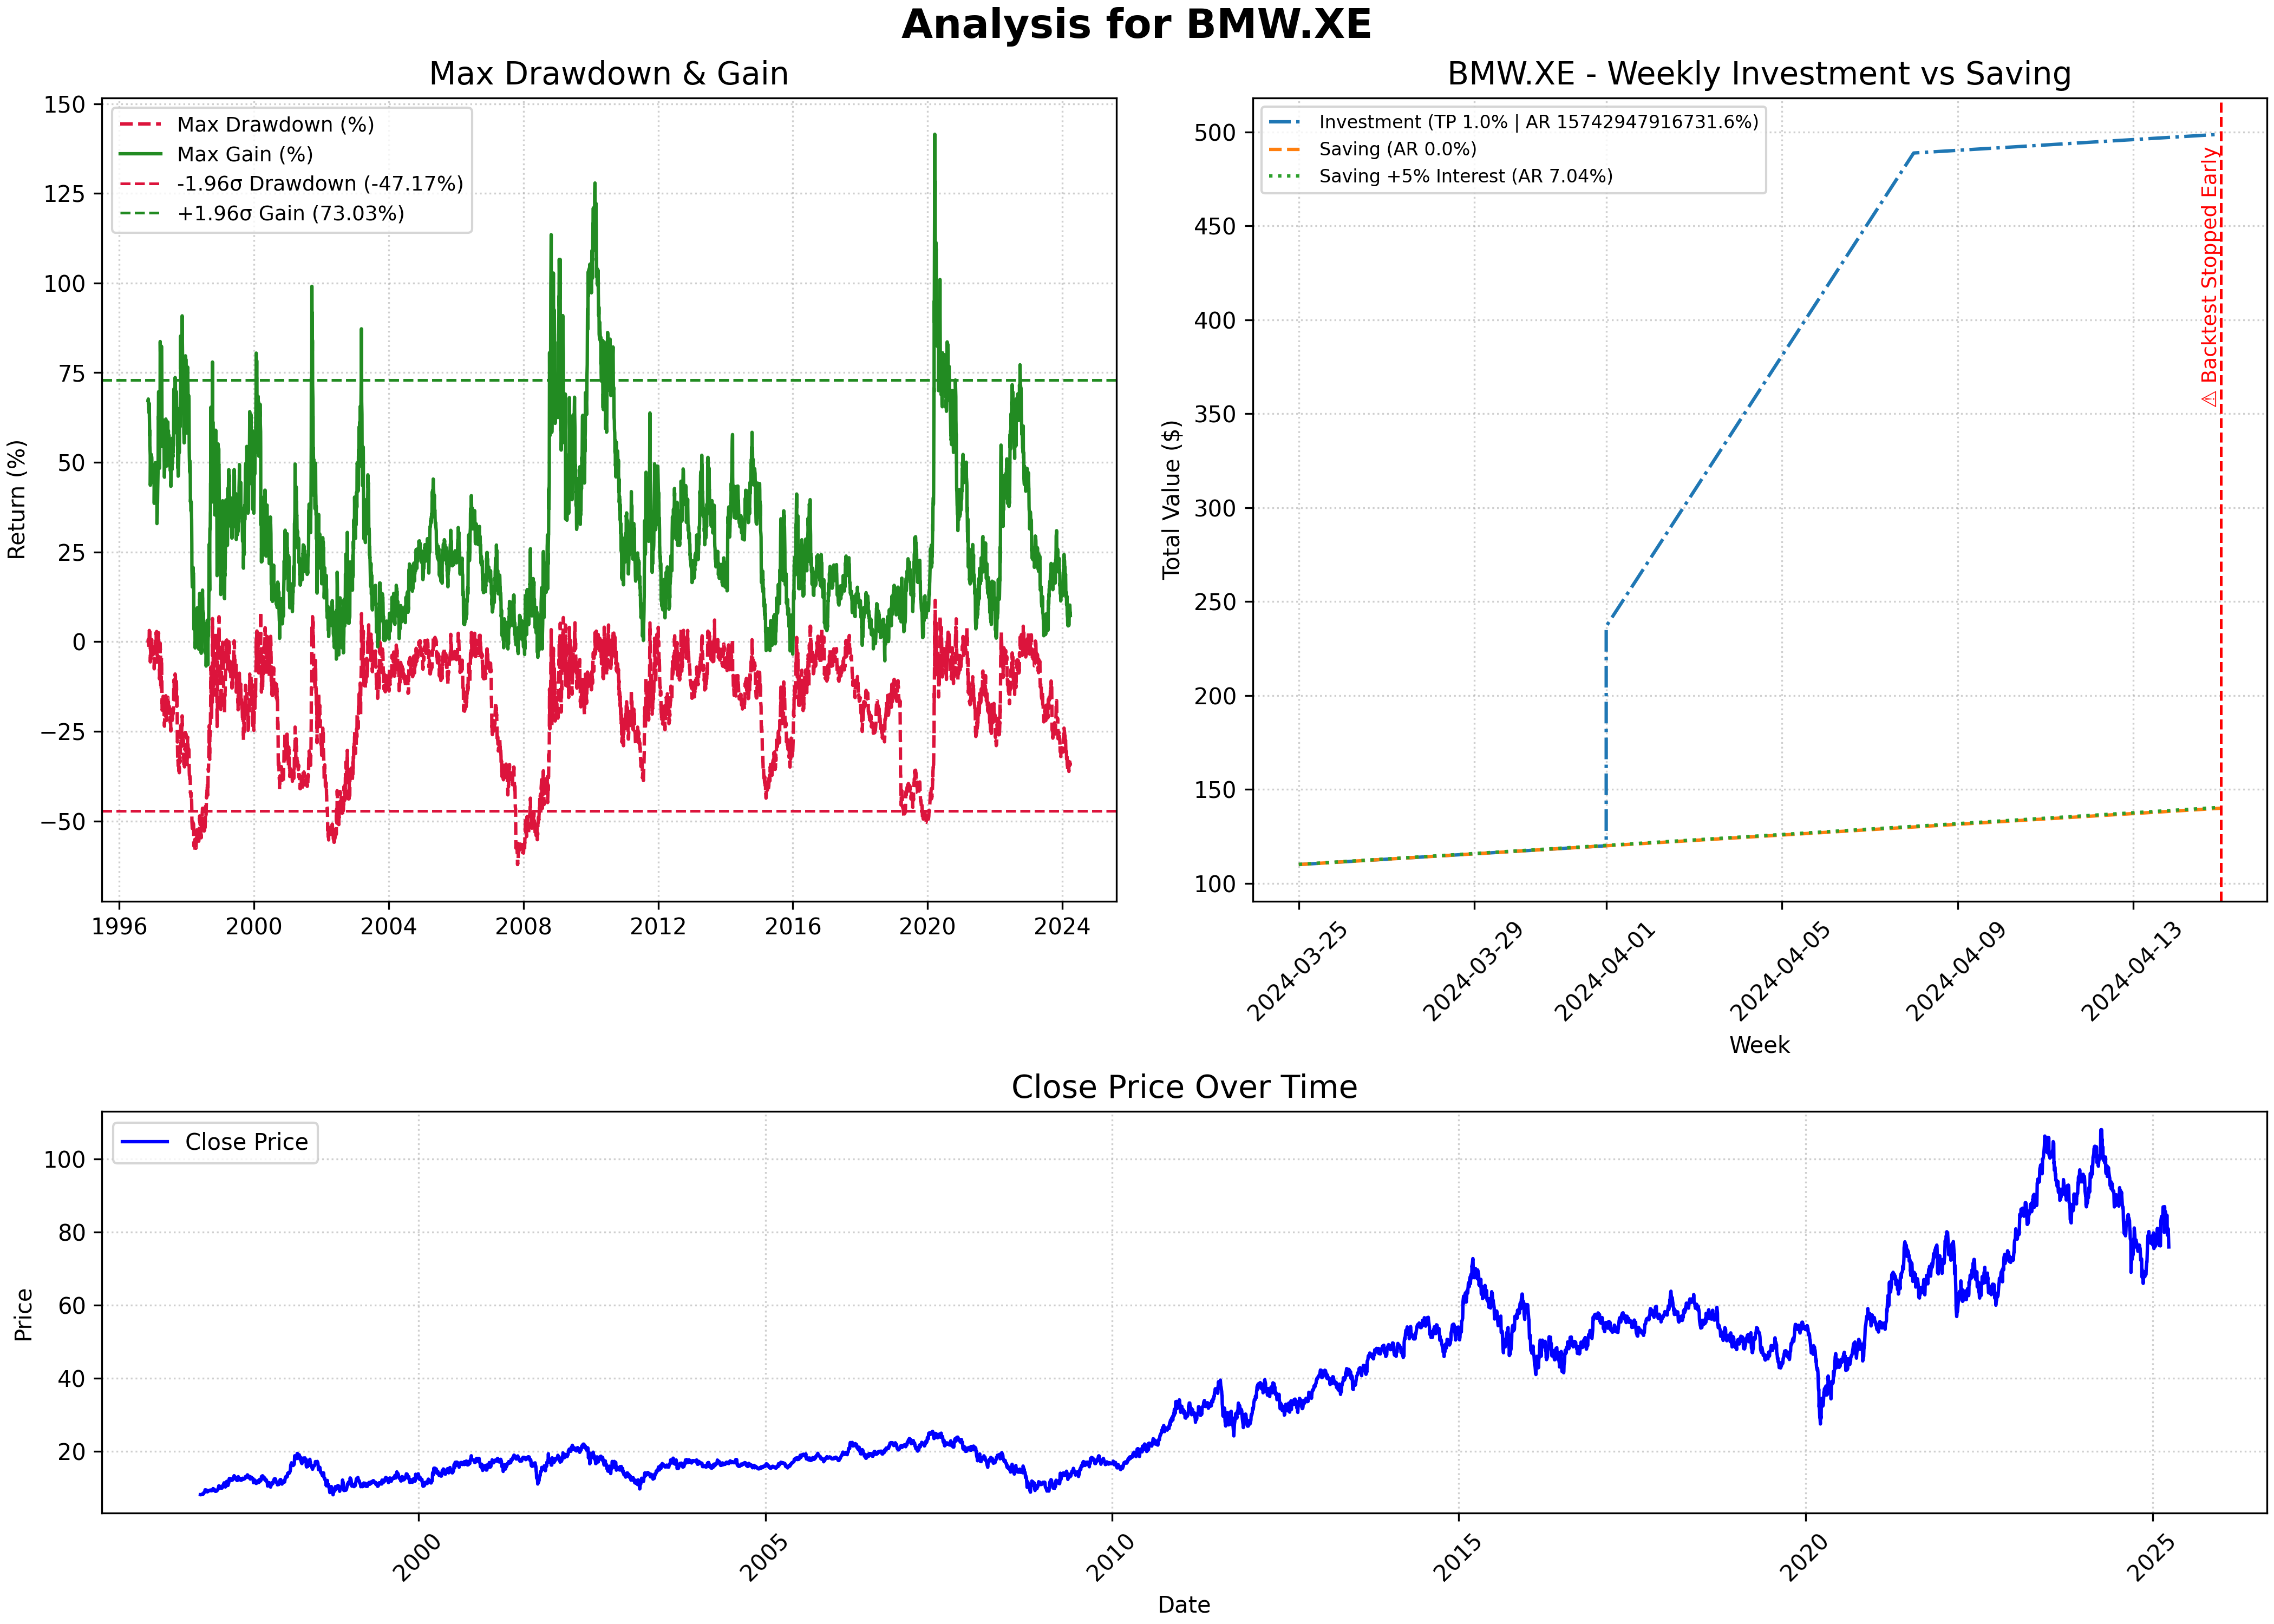 Analysis for BMW.XE
Max Drawdown & Gain
Max Drawdown (%)
Max Gain (%)
-1.96σ Drawdown (-47.17%)
+1.96σ Gain (73.03%)
Return (%)
150
125
100
75
50
25
0
−25
−50
1996
2000
2004
2008
2012
2016
2020
2024
BMW.XE - Weekly Investment vs Saving
Investment (TP 1.0% | AR 15742947916731.6%)
Saving (AR 0.0%)
Saving +5% Interest (AR 7.04%)
⚠ Backtest Stopped Early
Total Value ($)
500
450
400
350
300
250
200
150
100
2024-03-25
2024-03-29
2024-04-01
2024-04-05
2024-04-09
2024-04-13
Week
Close Price Over Time
Close Price
Price
100
80
60
40
20
2000
2005
2010
2015
2020
2025
Date